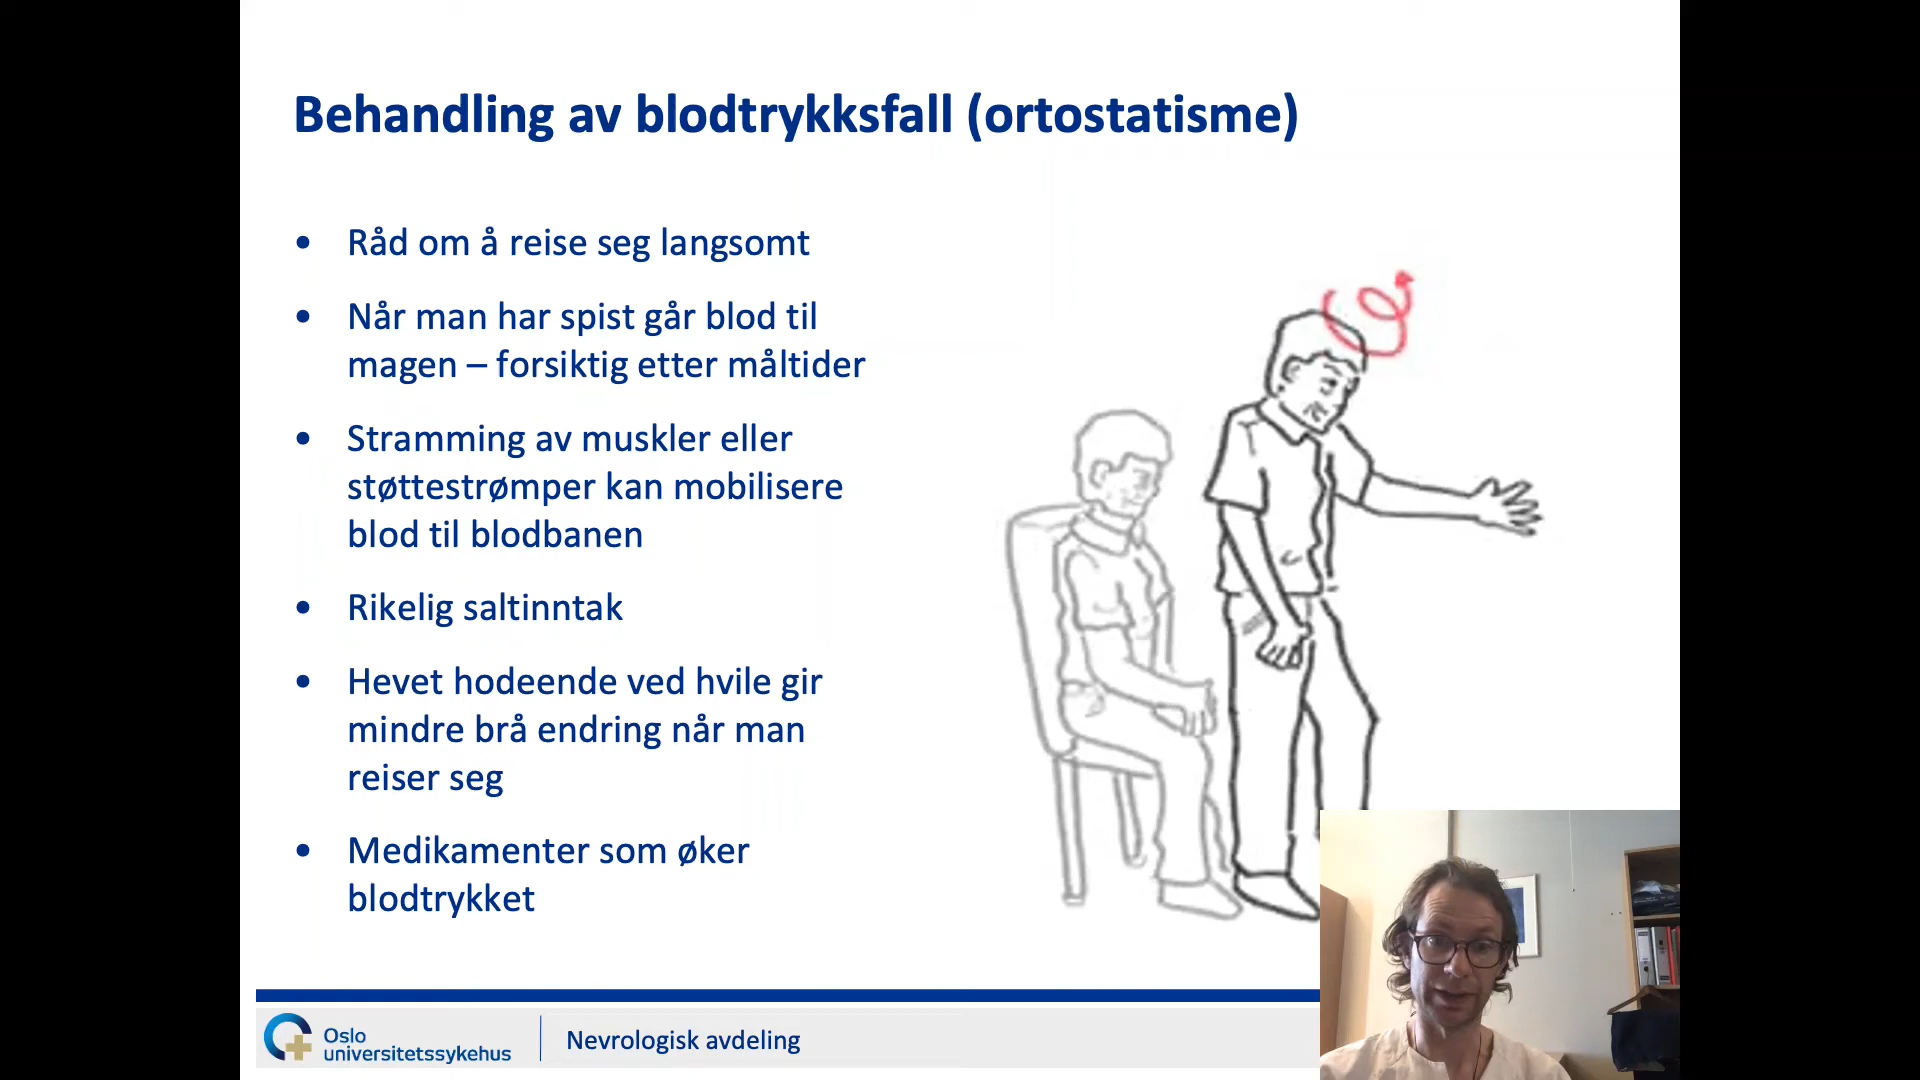 Behandling av blodtrykksfall (ortostatisme)
• Råd om å reise seg langsomt
• Når man har spist går blod til
magen – forsiktig etter måltider
• Stramming av muskler eller
støttestrømper kan mobilisere
blod til blodbanen
• Rikelig saltinntak
• Hevet hodeende ved hvile gir
mindre brå endring når man
reiser seg
• Medikamenter som øker
blodtrykket
Oslo
universitetssykehus
Nevrologisk avdeling